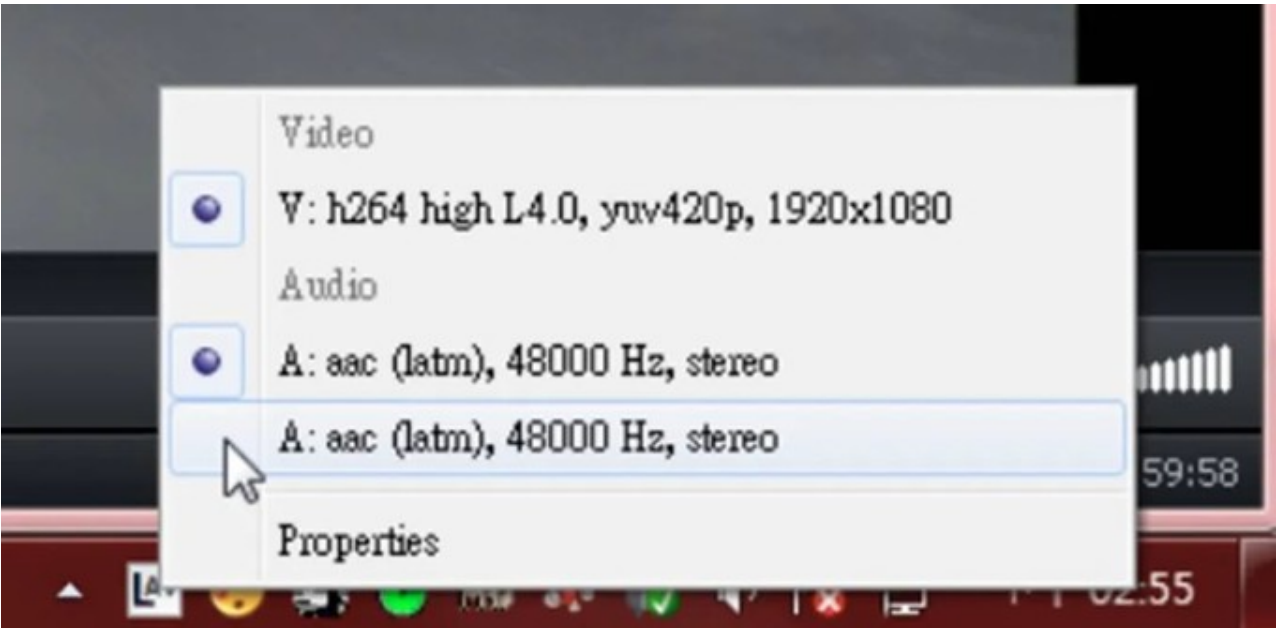 Video
V: h264 high L4.0, yuv420p, 1920x1080
Audio
A: aac (latm), 48000 Hz, stereo
A: aac (latm), 48000 Hz, stereo
59:58
Properties
:55